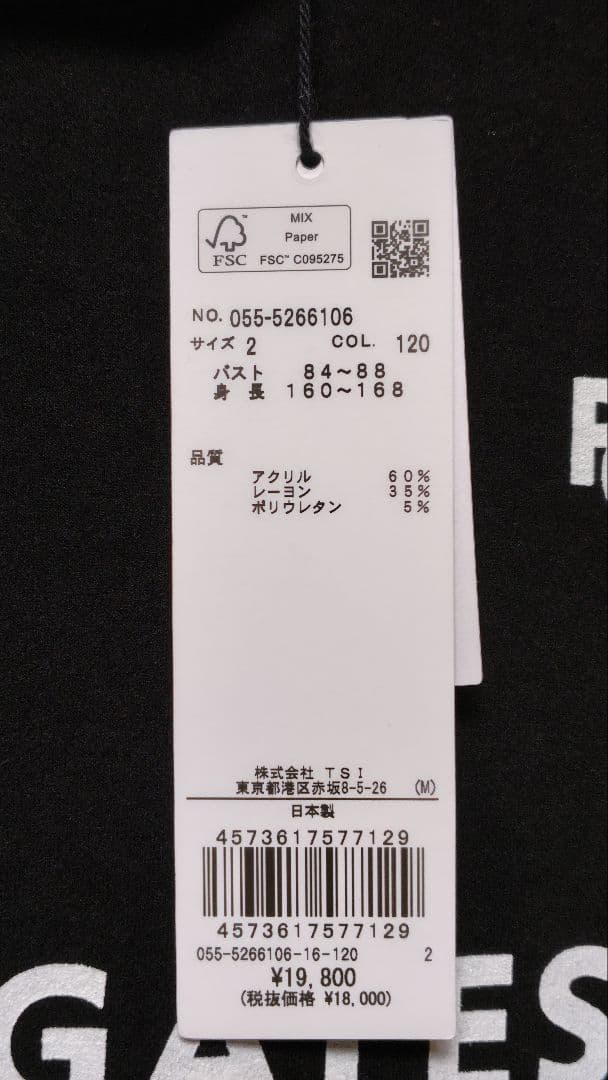 MIX
Paper
FSC™ C095275
FSC
NO. 055-5266106
サイズ 2 COL. 120
バスト 84～88
身長 160～168
品質
アクリル 60%
レーヨン 35%
ポリウレタン 5%
株式会社 TSI
東京都港区赤坂8-5-26 (M)
日本製
4573617577129
4573617577129
055-5266106-16-120 2
¥19,800
(税抜価格 ¥18,000)
GATES